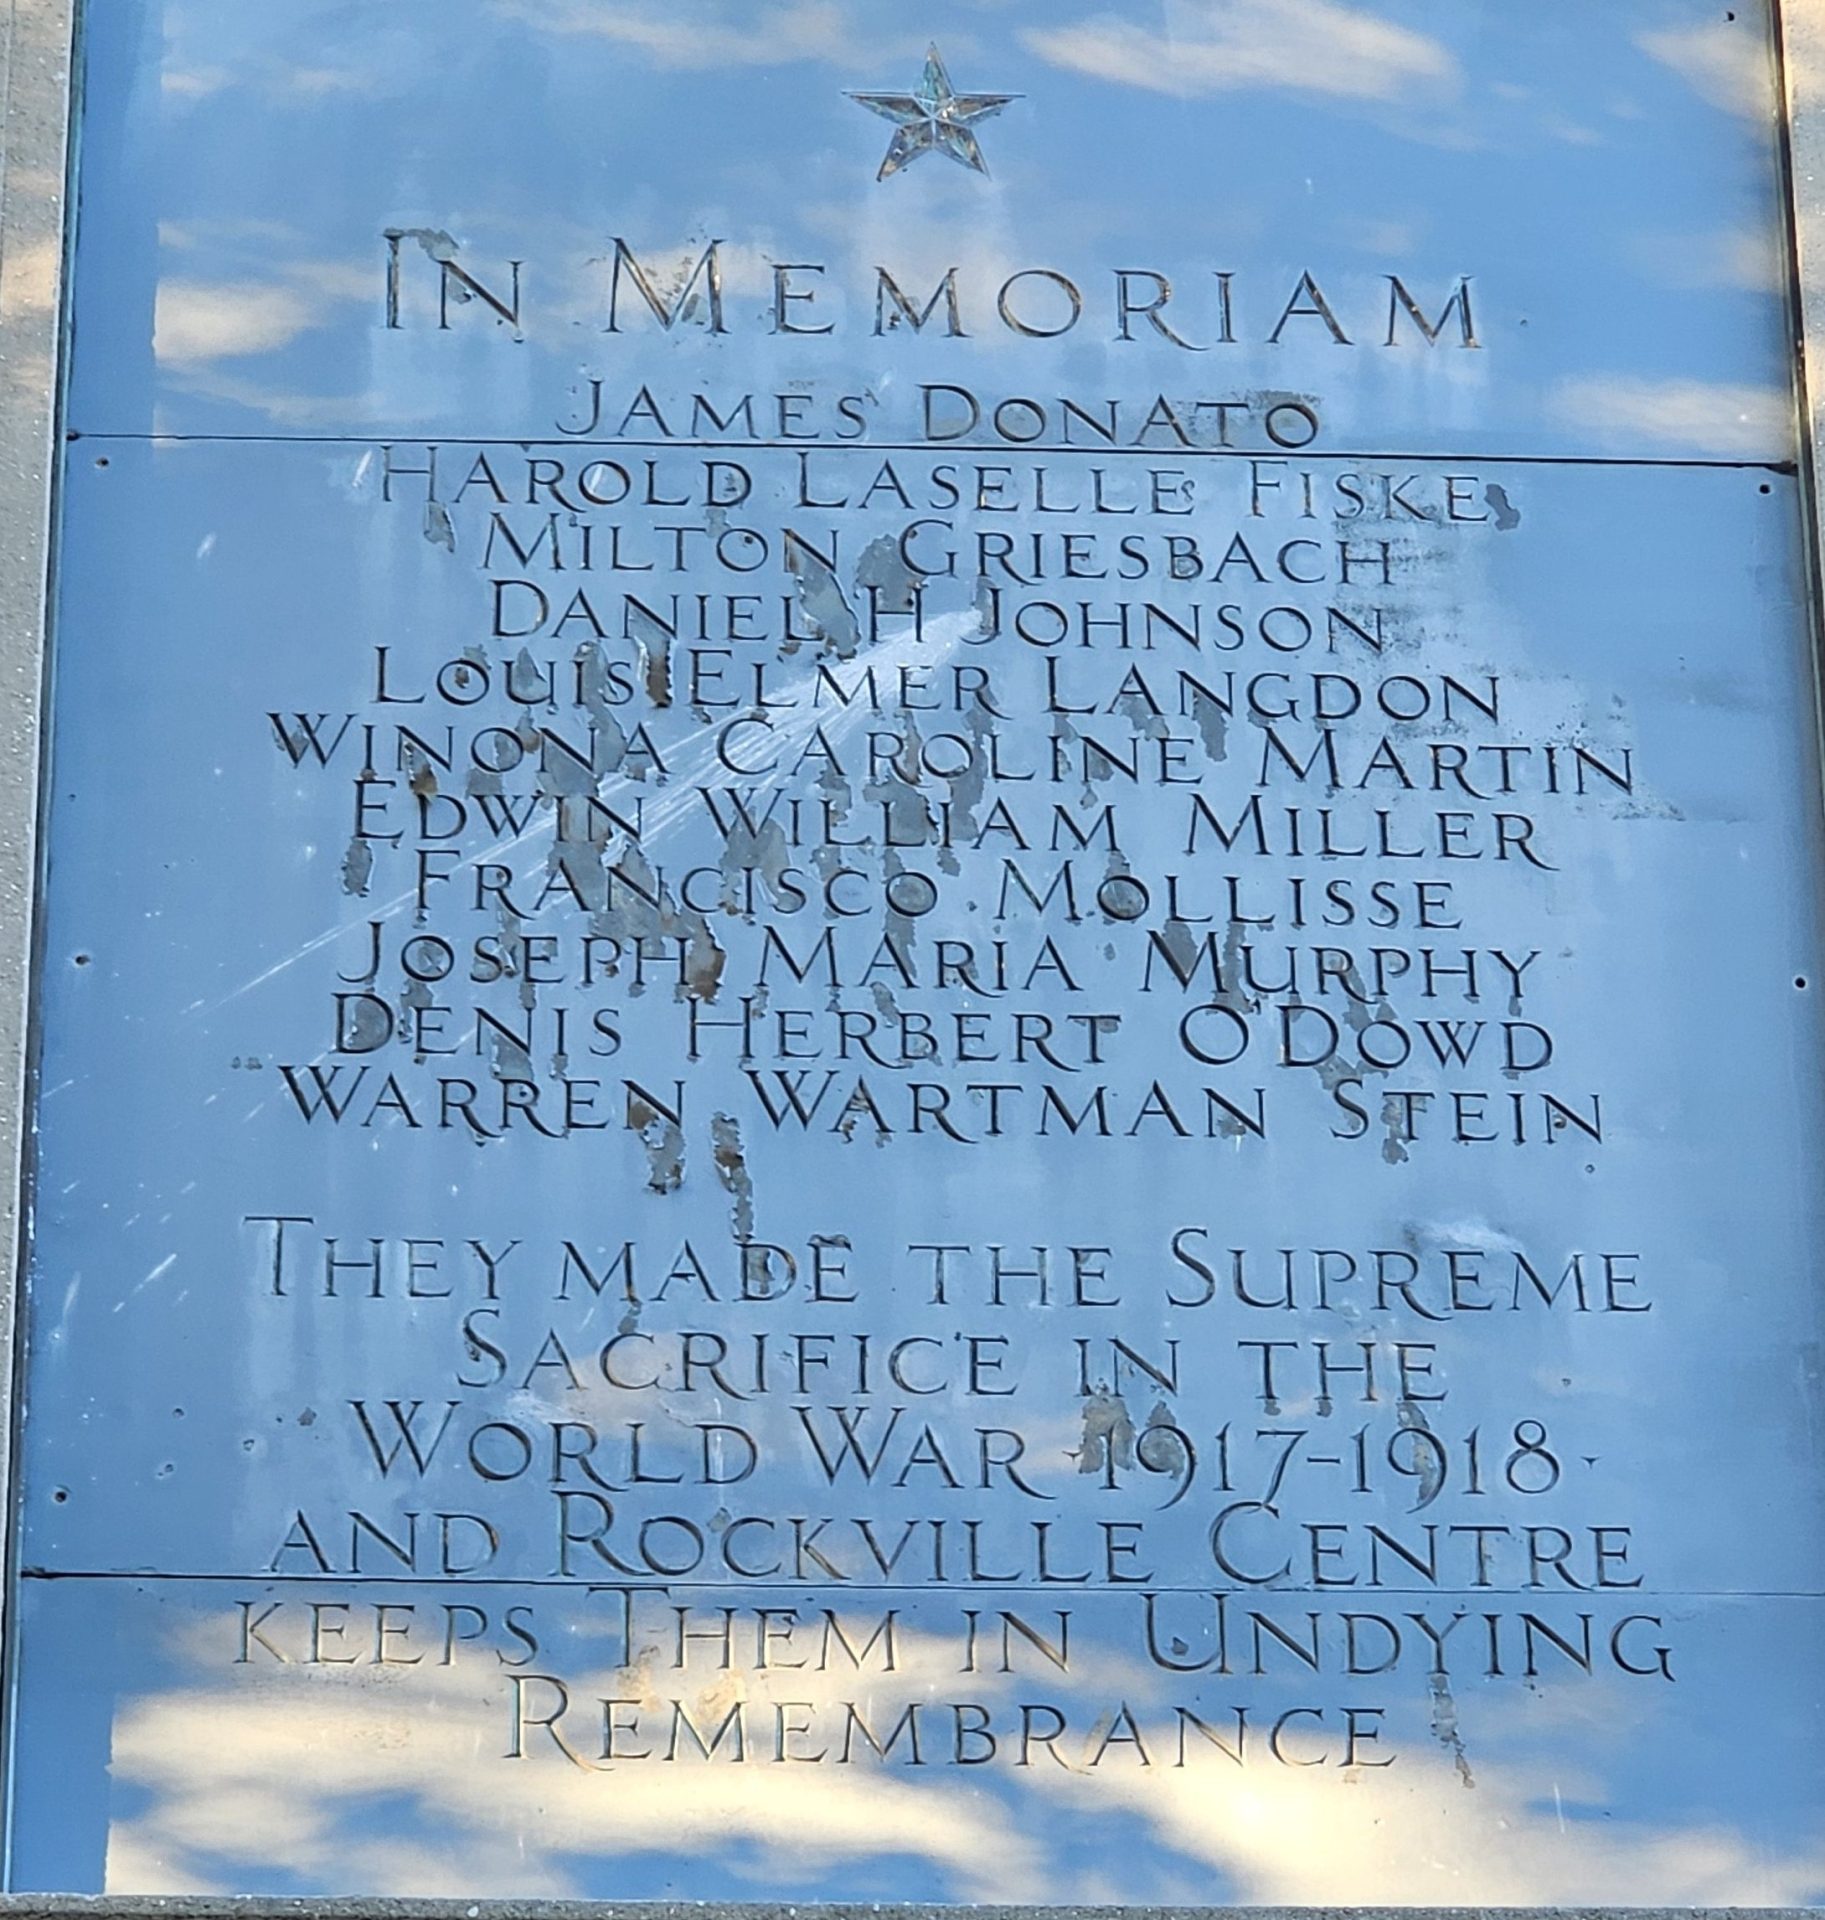 In Memoriam
James Donato
Harold Laselle Fiske
Milton Griesbach
Daniel H Johnson
Louis Elmer Langdon
Winona Caroline Martin
Edwin William Miller
Francisco Mollisse
Joseph Maria Murphy
Denis Herbert O'Dowd
Warren Wartman Stein
They made the Supreme
Sacrifice in the
World War 1917-1918
and Rockville Centre
keeps Them in Undying
Remembrance